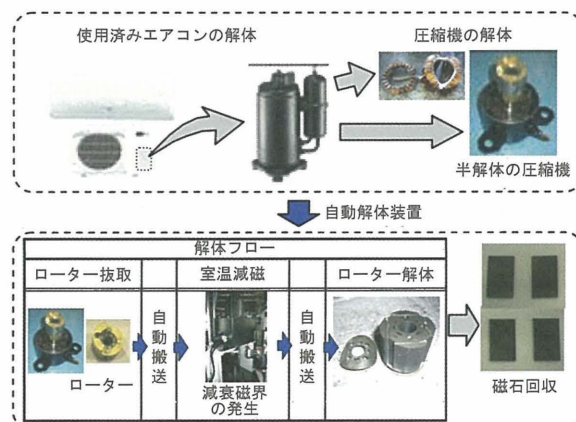 使用済みエアコンの解体
圧縮機の解体
半解体の圧縮機
自動解体装置
解体フロー
ローター抜取
自動搬送
室温減磁
自動搬送
ローター解体
ローター
減衰磁界
の発生
磁石回収